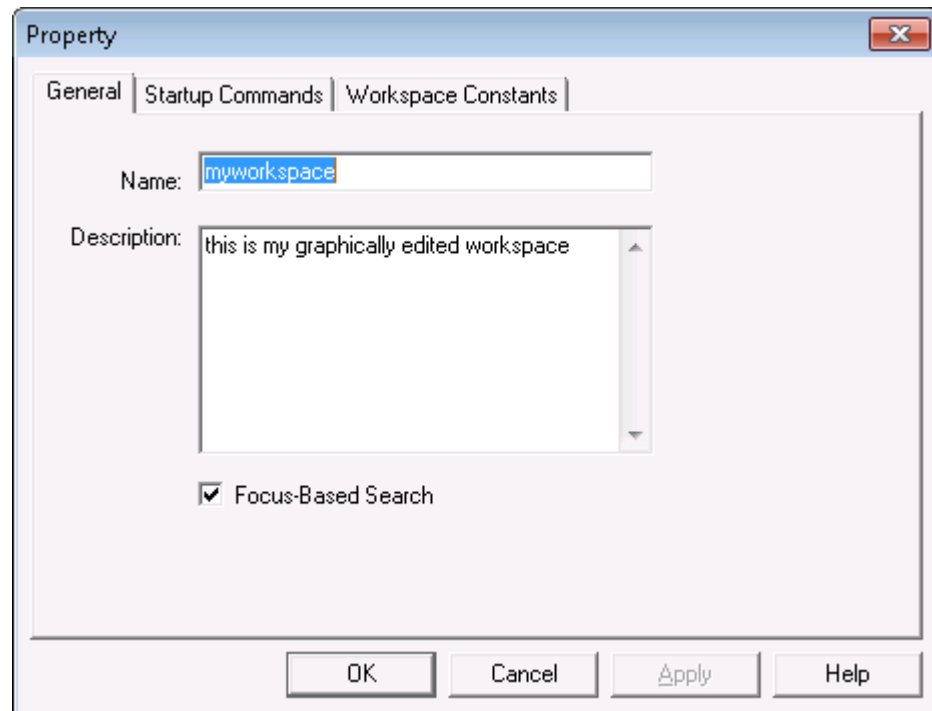 Property
General Startup Commands Workspace Constants
Name: myworkspace
Description: this is my graphically edited workspace
Focus-Based Search
OK Cancel Apply Help